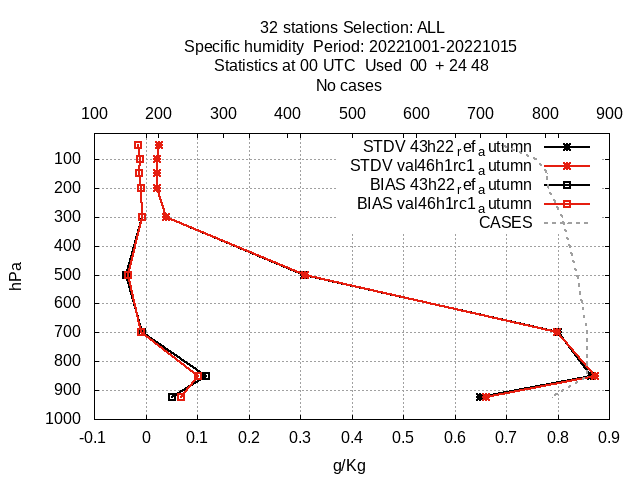 32 stations Selection: ALL
Specific humidity  Period: 20221001-20221015
Statistics at 00 UTC  Used  00  + 24 48
No cases
100 200 300 400 500 600 700 800 900
STDV 43h22_ref_autumn
STDV val46h1rc1_autumn
BIAS 43h22_ref_autumn
BIAS val46h1rc1_autumn
CASES
100
200
300
400
500
600
700
800
900
1000
hPa
-0.1 0 0.1 0.2 0.3 0.4 0.5 0.6 0.7 0.8 0.9
g/Kg